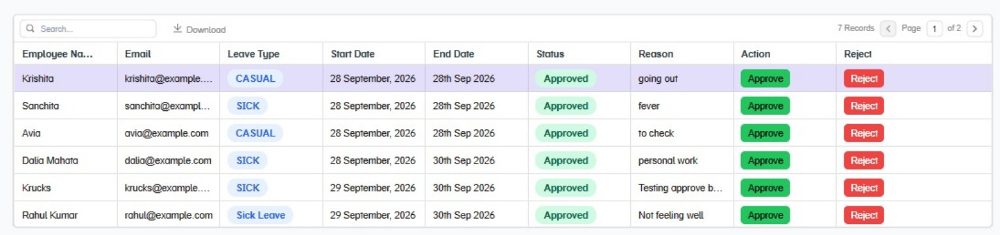 Search... Download 7 Records Page 1 of 2
Employee Na... Email Leave Type Start Date End Date Status Reason Action Reject
Krishita krishita@example.... CASUAL 28 September, 2026 28th Sep 2026 Approved going out Approve Reject
Sanchita sanchita@exampl... SICK 28 September, 2026 28th Sep 2026 Approved fever Approve Reject
Avia avia@example.com CASUAL 28 September, 2026 28th Sep 2026 Approved to check Approve Reject
Dalia Mahata dalia@example.com SICK 28 September, 2026 30th Sep 2026 Approved personal work Approve Reject
Krucks krucks@example.... SICK 29 September, 2026 30th Sep 2026 Approved Testing approve b... Approve Reject
Rahul Kumar rahul@example.com Sick Leave 29 September, 2026 30th Sep 2026 Approved Not feeling well Approve Reject